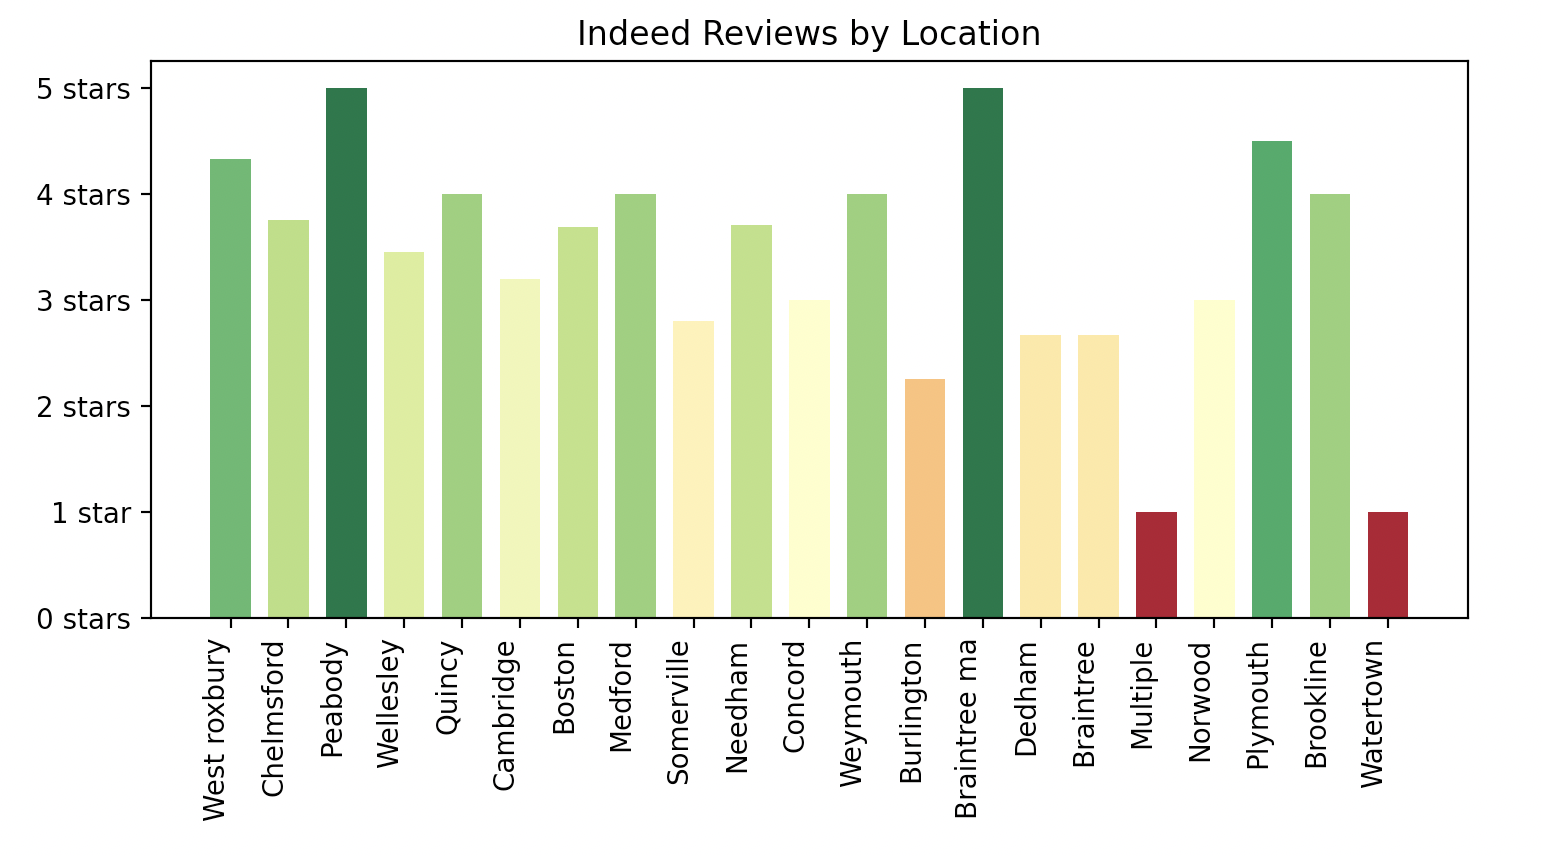 Indeed Reviews by Location
5 stars
4 stars
3 stars
2 stars
1 star
0 stars
West roxbury
Chelmsford
Peabody
Wellesley
Quincy
Cambridge
Boston
Medford
Somerville
Needham
Concord
Weymouth
Burlington
Braintree ma
Dedham
Braintree
Multiple
Norwood
Plymouth
Brookline
Watertown